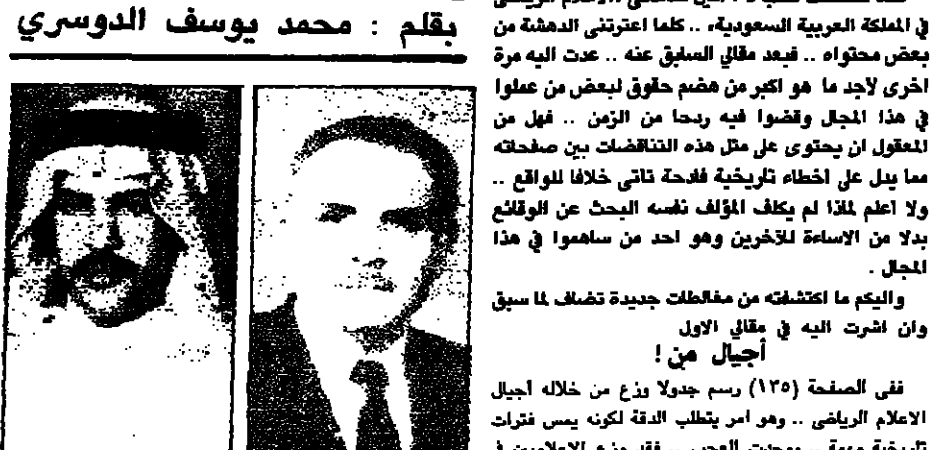 بقلم : محمد يوسف الدوسري
في المملكة العربية السعودية، .. كلما اعترتنى الدهشة من
بعض محتواه .. فبعد مقالي السابق عنه .. عدت اليه مرة
اخرى لأجد ما هو اكبر من هضم حقوق لبعض من عملوا
في هذا المجال وقضوا فيه ردحا من الزمن .. فهل من
المعقول ان يحتوى على مثل هذه التناقضات بين صفحاته
مما يدل على اخطاء تاريخية فادحة تاتى خلافا للواقع ..
ولا اعلم لماذا لم يكلف المؤلف نفسه البحث عن الوقائع
بدلا من الاساءة للآخرين وهو احد من ساهموا في هذا
المجال .
واليكم ما اكتشفته من مغالطات جديدة تضاف لما سبق
وان اشرت اليه في مقالي الاول
أجيال من !
ففى الصفحة (١٣٥) رسم جدولا وزع من خلاله أجيال
الاعلام الرياضى .. وهو امر يتطلب الدقة لكونه يمس فترات